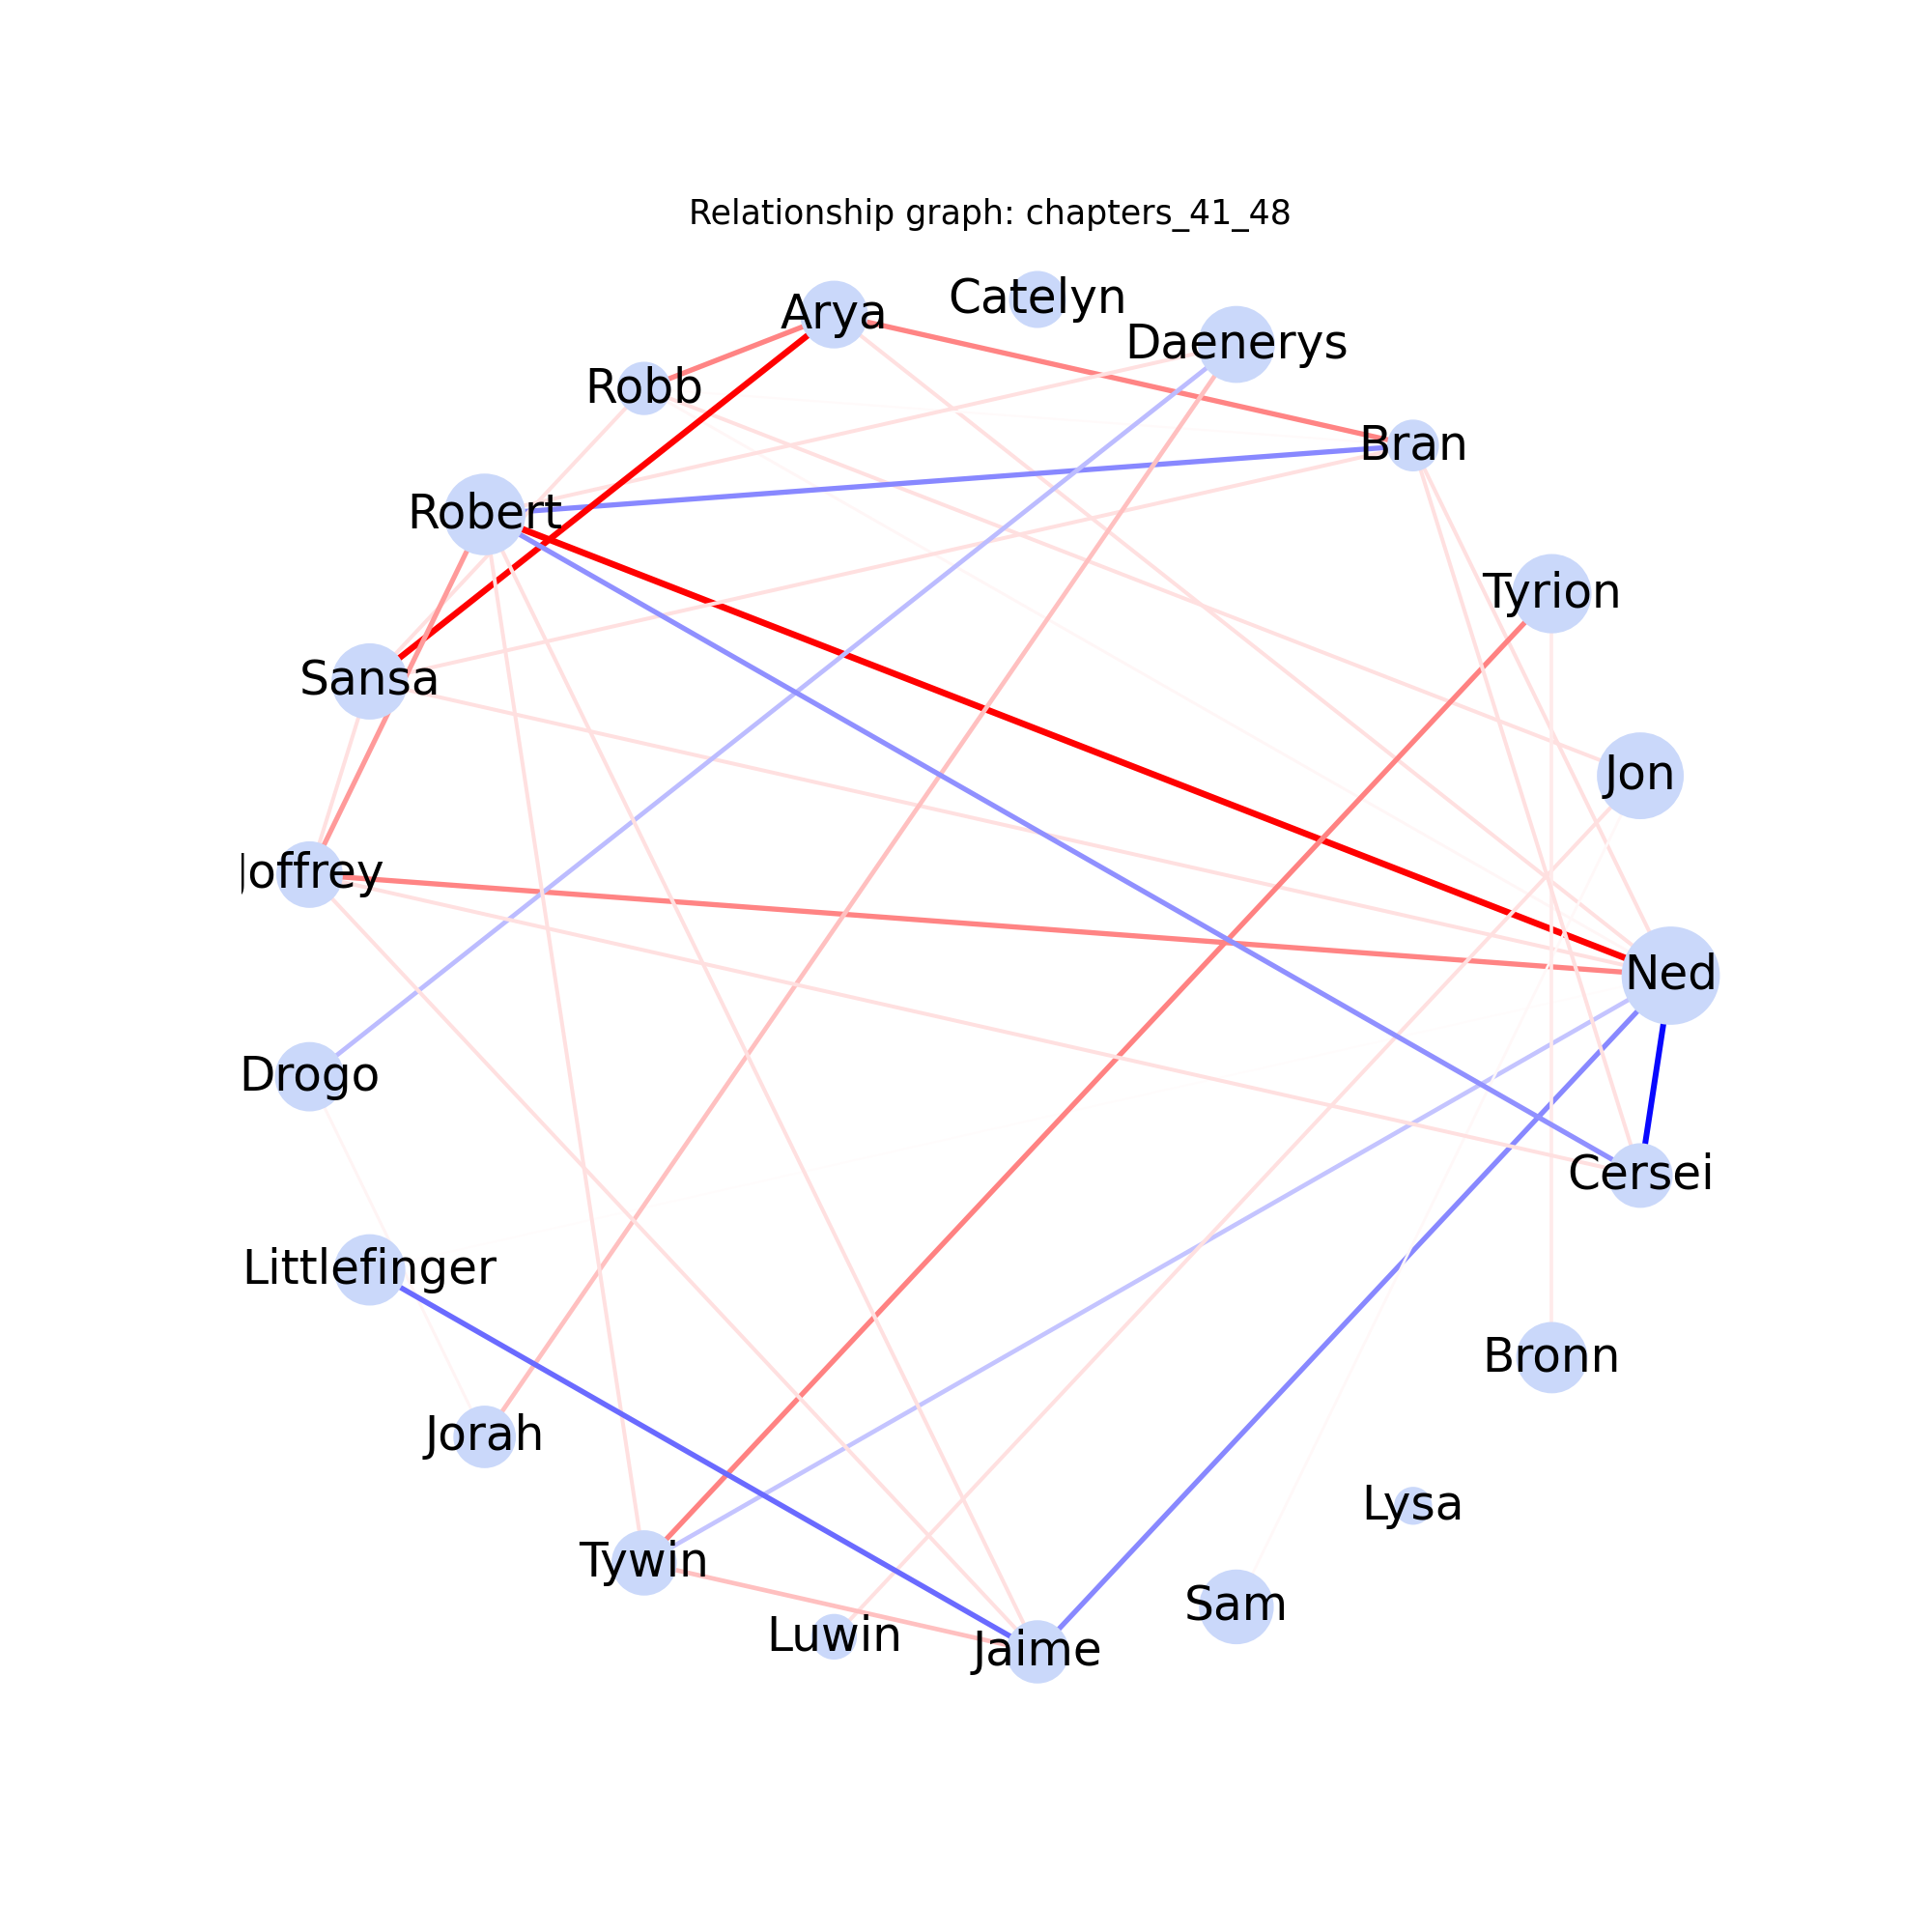 Relationship graph: chapters_41_48
Catelyn
Arya
Daenerys
Robb
Bran
Robert
Tyrion
Sansa
Jon
Joffrey
Ned
Drogo
Cersei
Littlefinger
Bronn
Jorah
Lysa
Tywin
Sam
Luwin
Jaime